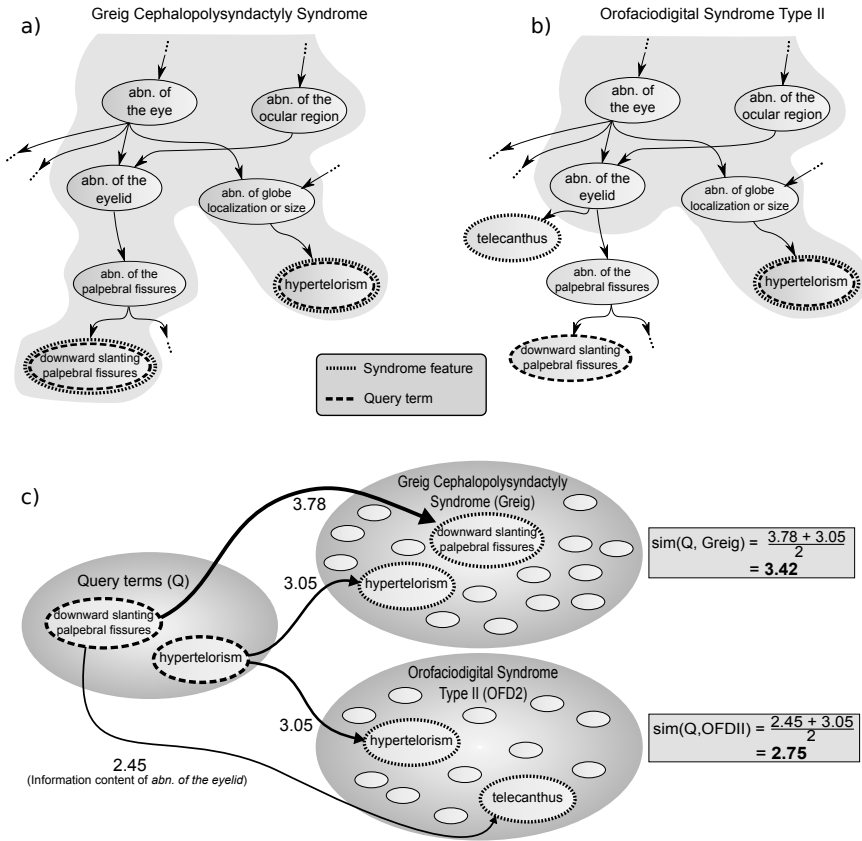 a)
Greig Cephalopolysyndactyly Syndrome
abn. of
the eye
abn. of the
ocular region
abn. of the
eyelid
abn. of globe
localization or size
abn. of the
palpebral fissures
hypertelorism
downward slanting
palpebral fissures
b)
Orofaciodigital Syndrome Type II
abn. of
the eye
abn. of the
ocular region
abn. of the
eyelid
abn. of globe
localization or size
telecanthus
abn. of the
palpebral fissures
hypertelorism
downward slanting
palpebral fissures
Syndrome feature
Query term
c)
Query terms (Q)
downward slanting
palpebral fissures
hypertelorism
3.78
3.05
3.05
2.45
(Information content of abn. of the eyelid)
Greig Cephalopolysyndactyly
Syndrome (Greig)
downward slanting
palpebral fissures
hypertelorism
Orofaciodigital Syndrome
Type II (OFD2)
hypertelorism
telecanthus
sim(Q, Greig) = 3.78 + 3.05
2
= 3.42
sim(Q,OFDII) = 2.45 + 3.05
2
= 2.75